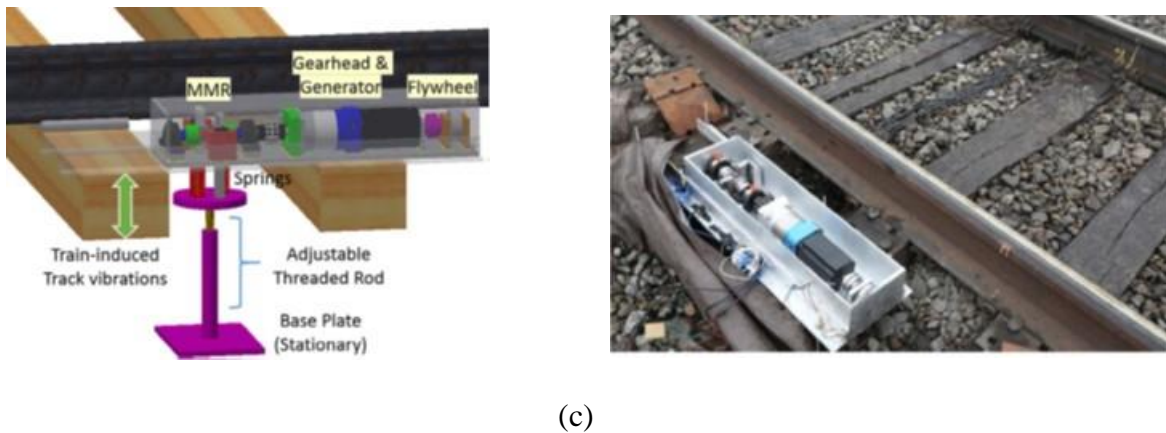 Gearhead &
Generator
MMR
Flywheel
Springs
Train-induced
Track vibrations
Adjustable
Threaded Rod
Base Plate
(Stationary)
(c)